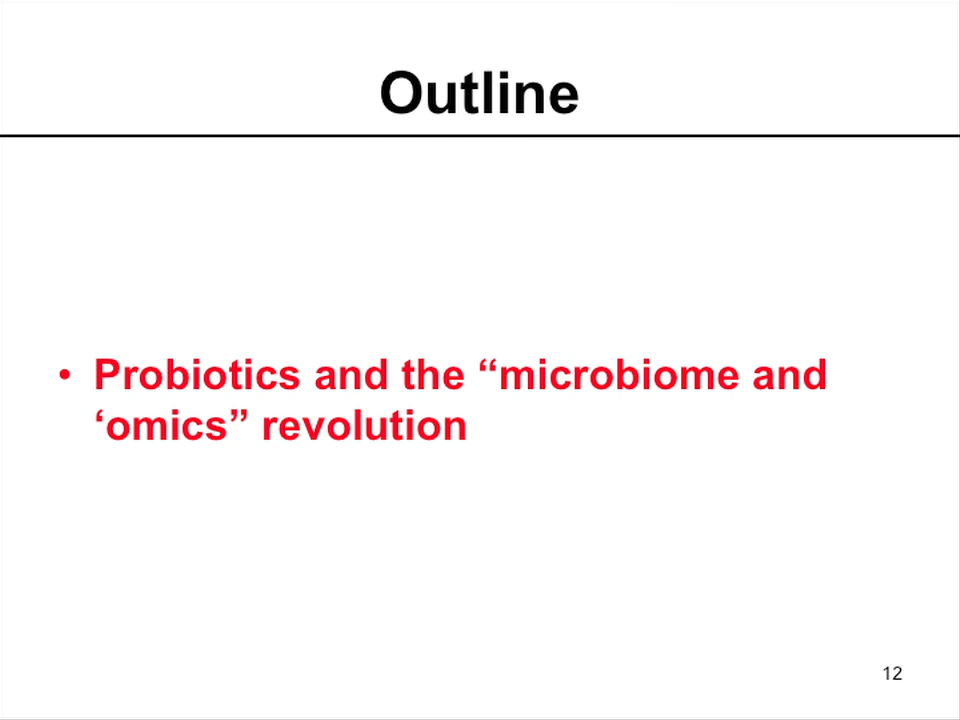 Outline
• Probiotics and the “microbiome and
‘omics” revolution
12